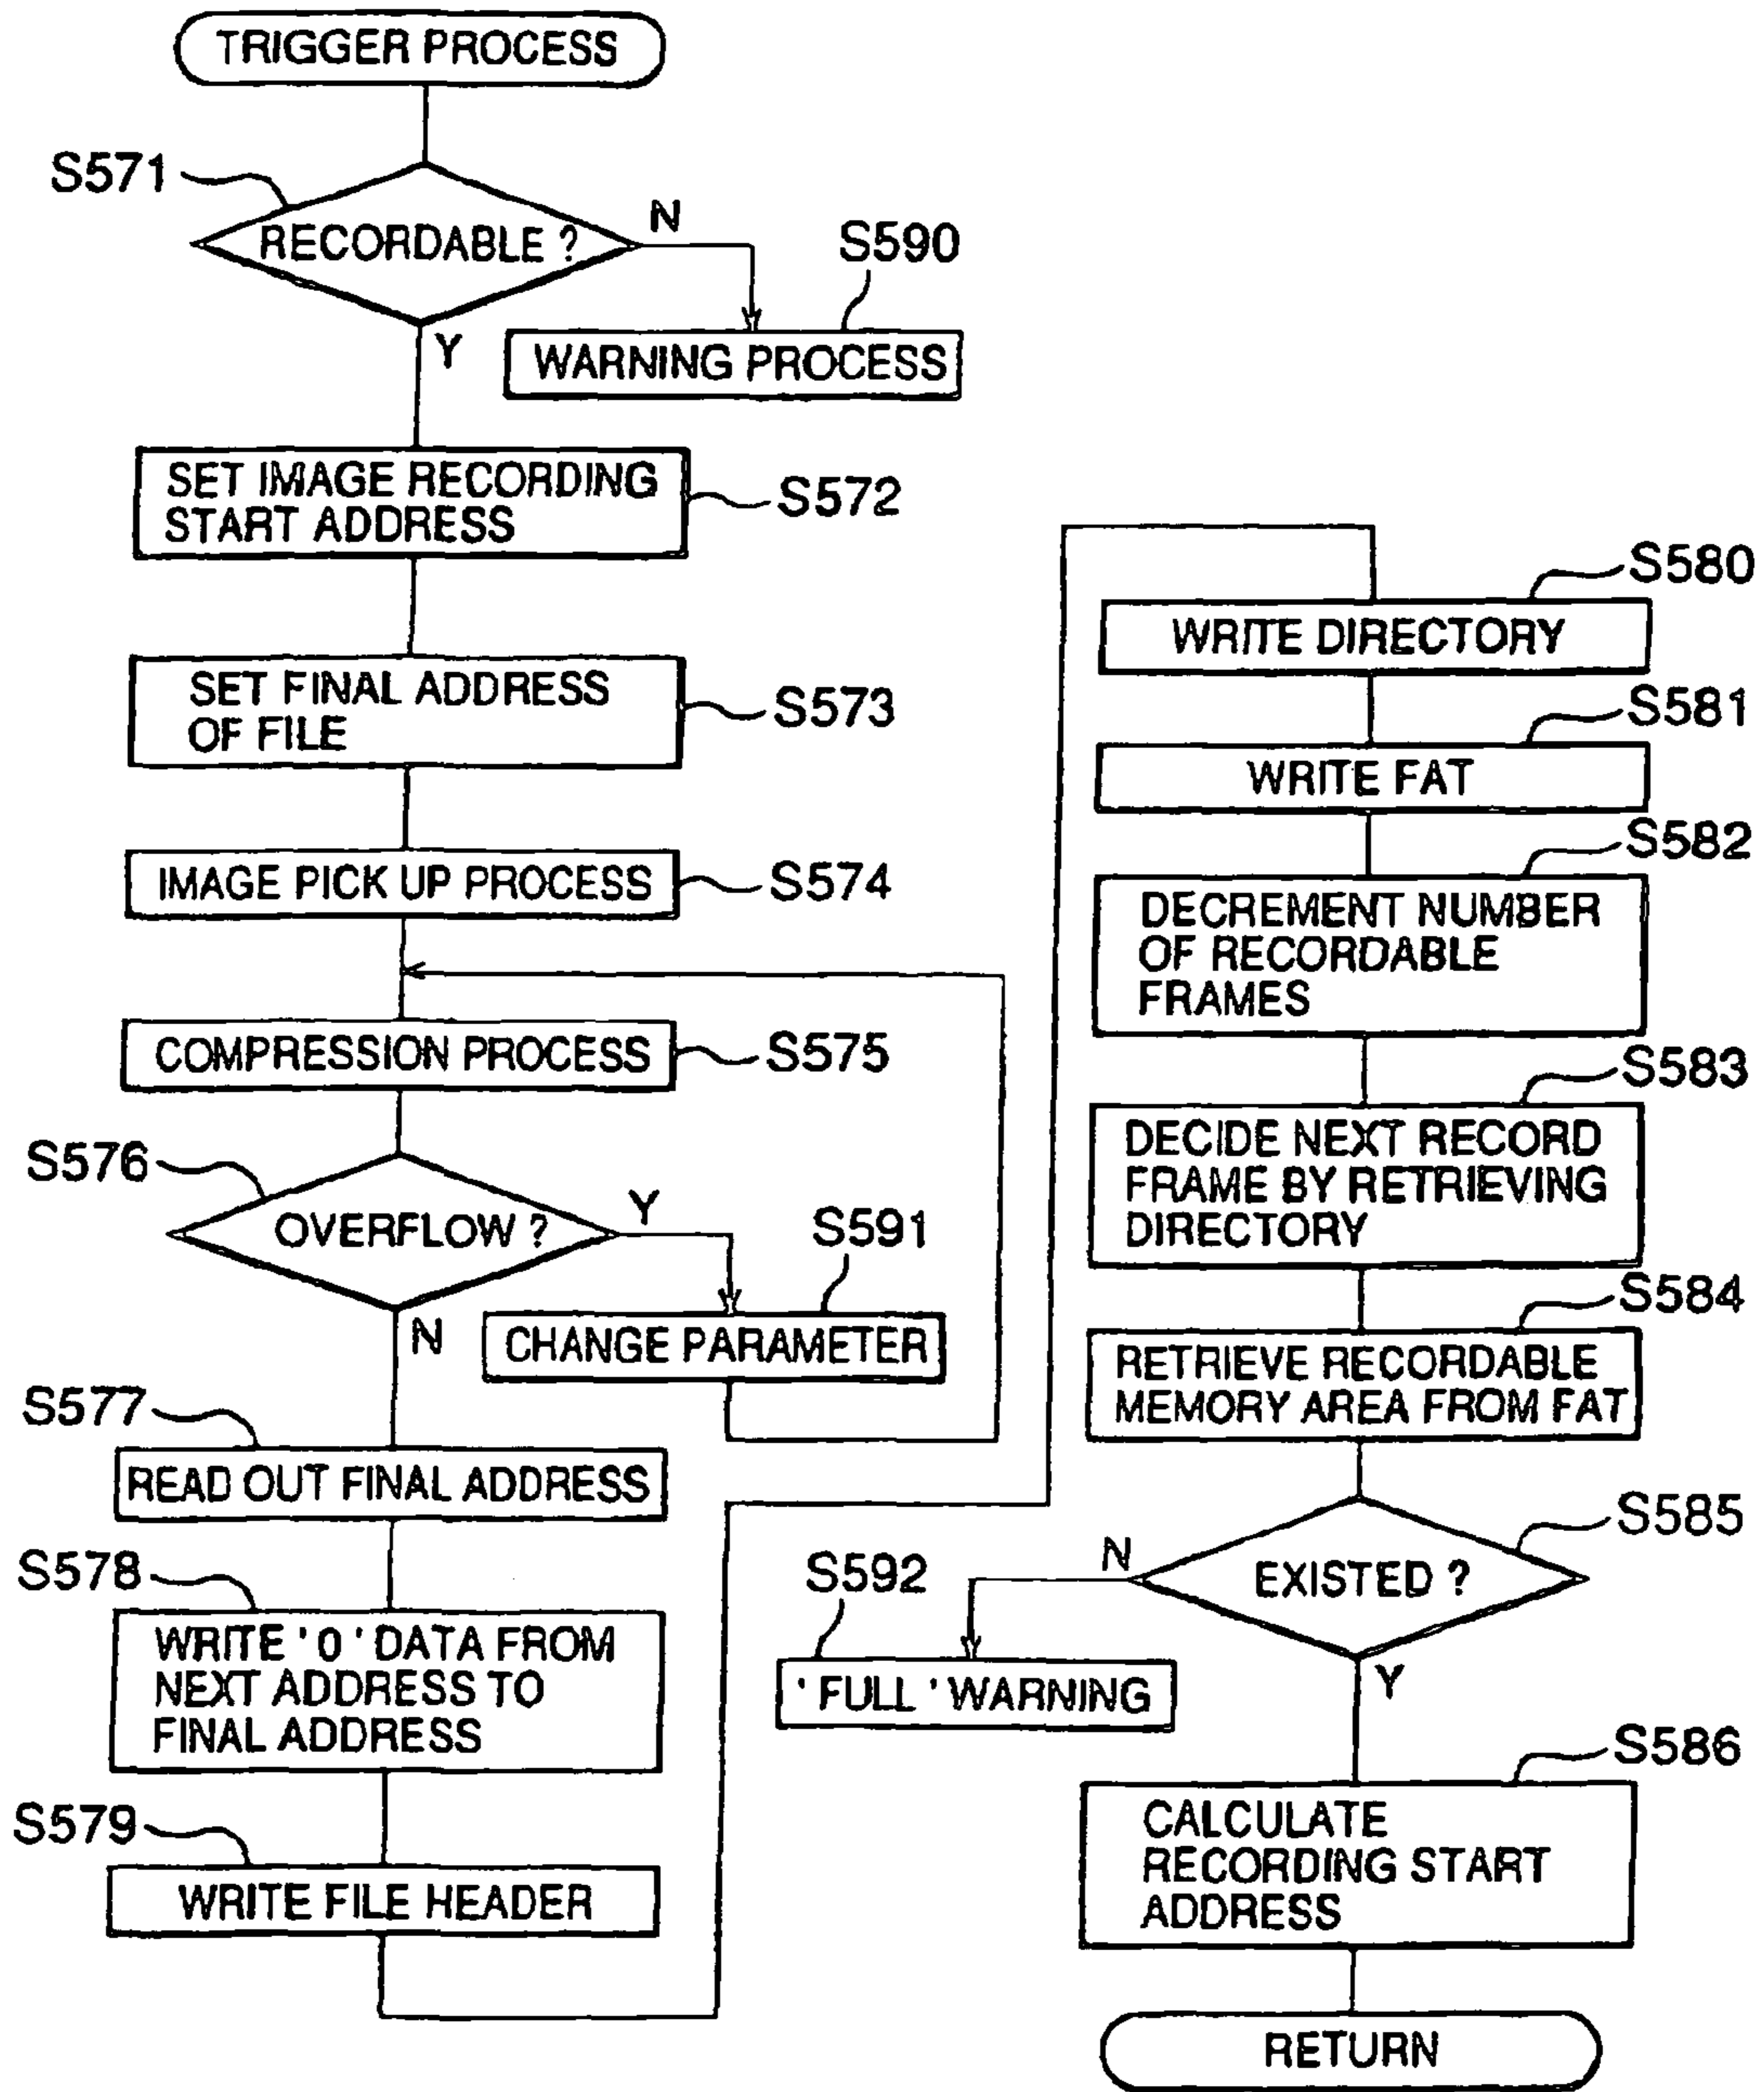 TRIGGER PROCESS
S571
RECORDABLE ?
N
S590
Y
WARNING PROCESS
SET IMAGE RECORDING
START ADDRESS
S572
SET FINAL ADDRESS
OF FILE
S573
IMAGE PICK UP PROCESS
S574
COMPRESSION PROCESS
S575
S576
OVERFLOW ?
Y
S591
N
CHANGE PARAMETER
S577
READ OUT FINAL ADDRESS
S578
WRITE ' 0 ' DATA FROM
NEXT ADDRESS TO
FINAL ADDRESS
S579
WRITE FILE HEADER
S580
WRITE DIRECTORY
S581
WRITE FAT
S582
DECREMENT NUMBER
OF RECORDABLE
FRAMES
S583
DECIDE NEXT RECORD
FRAME BY RETRIEVING
DIRECTORY
S584
RETRIEVE RECORDABLE
MEMORY AREA FROM FAT
S585
EXISTED ?
N
S592
' FULL ' WARNING
Y
S586
CALCULATE
RECORDING START
ADDRESS
RETURN